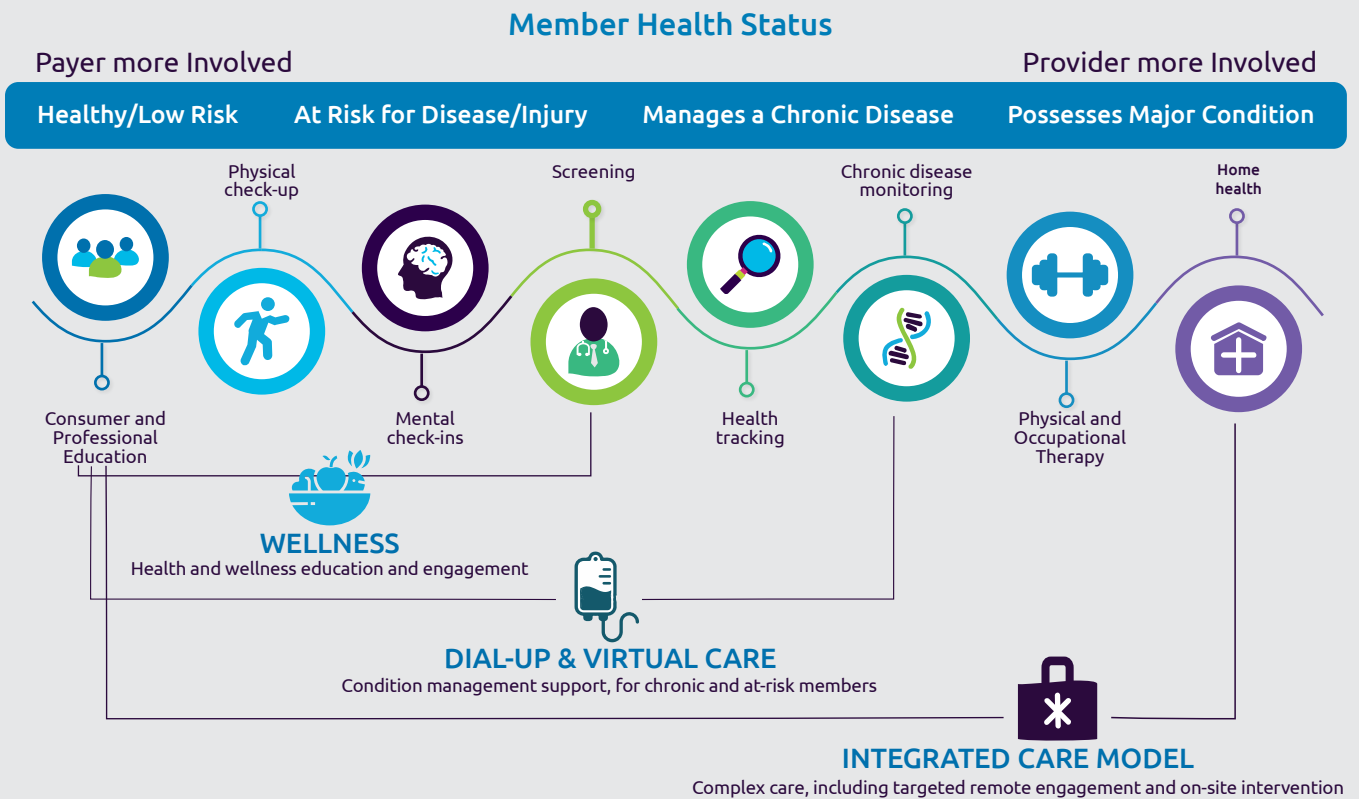 Member Health Status
Payer more Involved
Provider more Involved
Healthy/Low Risk
At Risk for Disease/Injury
Manages a Chronic Disease
Possesses Major Condition
Physical
check-up
Screening
Chronic disease
monitoring
Home
health
Consumer and
Professional
Education
Mental
check-ins
Health
tracking
Physical and
Occupational
Therapy
WELLNESS
Health and wellness education and engagement
DIAL-UP & VIRTUAL CARE
Condition management support, for chronic and at-risk members
INTEGRATED CARE MODEL
Complex care, including targeted remote engagement and on-site intervention